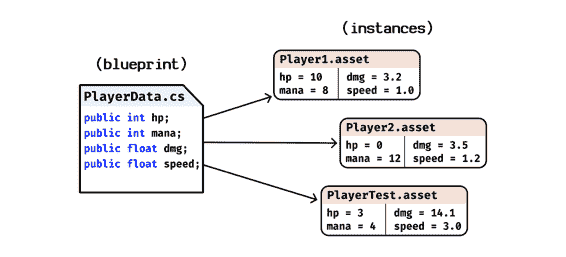 (instances)
(blueprint)
PlayerData.cs
public int hp;
public int mana;
public float dmg;
public float speed;
Player1.asset
hp = 10 dmg = 3.2
mana = 8 speed = 1.0
Player2.asset
hp = 0 dmg = 3.5
mana = 12 speed = 1.2
PlayerTest.asset
hp = 3 dmg = 14.1
mana = 4 speed = 3.0